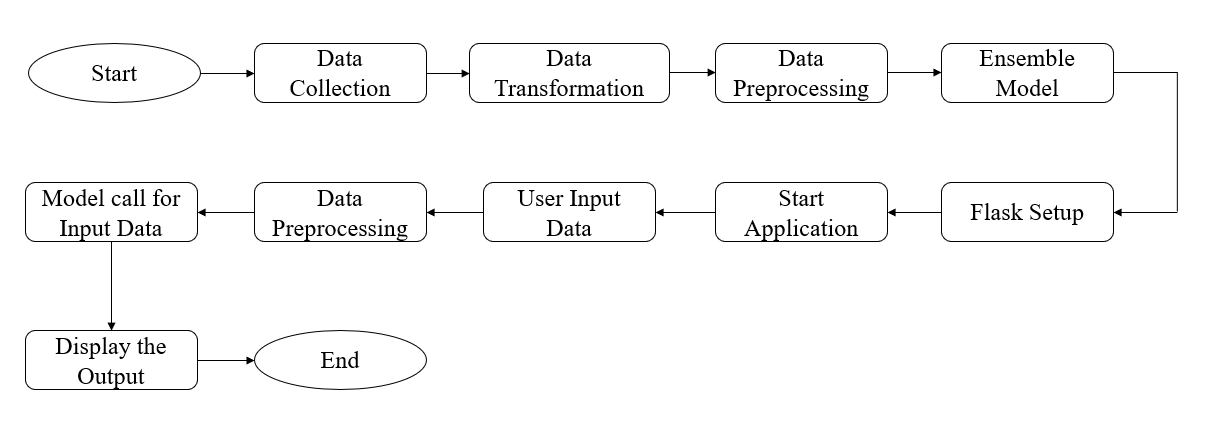 Start
Data
Collection
Data
Transformation
Data
Preprocessing
Ensemble
Model
Model call for
Input Data
Data
Preprocessing
User Input
Data
Start
Application
Flask Setup
Display the
Output
End